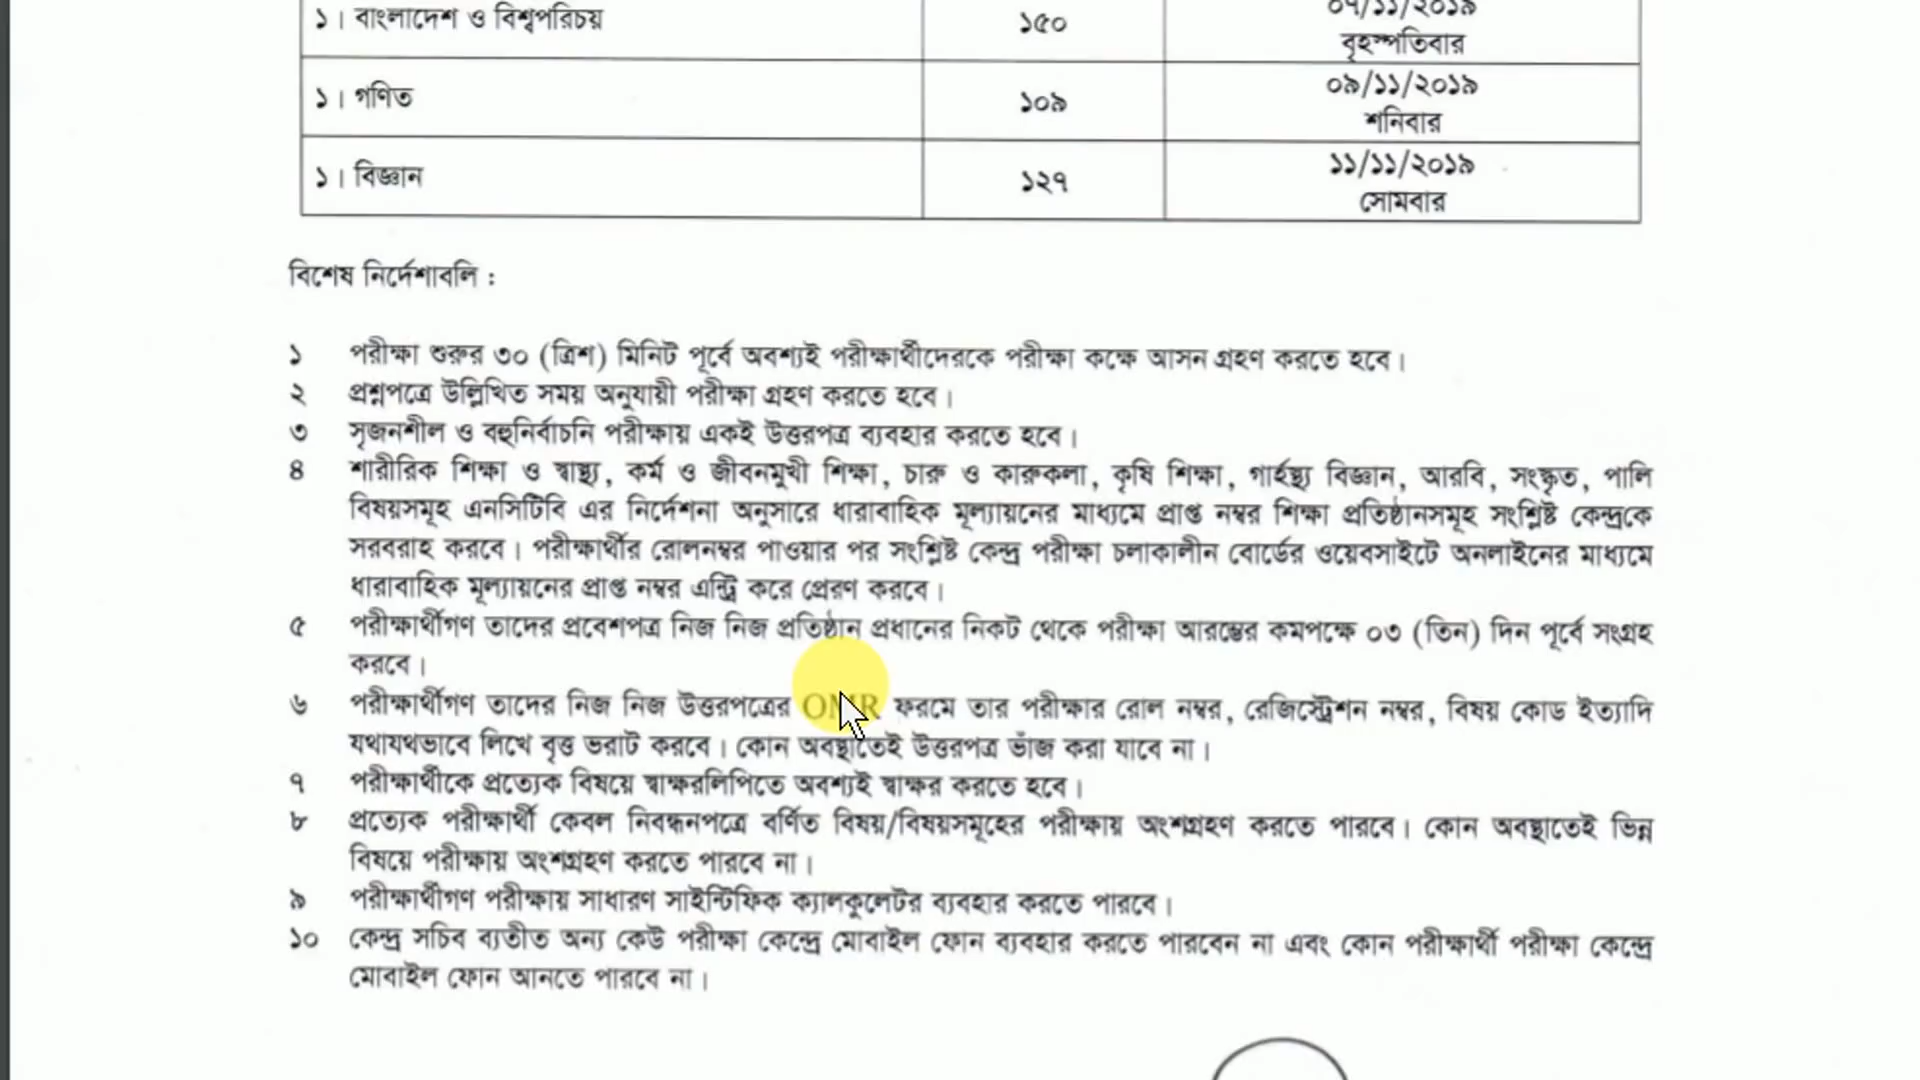 ১। বাংলাদেশ ও বিশ্বপরিচয় ১৫০ ০৭/১১/২০১৯
বৃহস্পতিবার
১। গণিত ১০৯ ০৯/১১/২০১৯
শনিবার
১। বিজ্ঞান ১২৭ ১১/১১/২০১৯
সোমবার
বিশেষ নির্দেশাবলি :
১ পরীক্ষা শুরুর ৩০ (ত্রিশ) মিনিট পূর্বে অবশ্যই পরীক্ষার্থীদেরকে পরীক্ষা কক্ষে আসন গ্রহণ করতে হবে।
২ প্রশ্নপত্রে উল্লিখিত সময় অনুযায়ী পরীক্ষা গ্রহণ করতে হবে।
৩ সৃজনশীল ও বহুনির্বাচনি পরীক্ষায় একই উত্তরপত্র ব্যবহার করতে হবে।
৪ শারীরিক শিক্ষা ও স্বাস্থ্য, কর্ম ও জীবনমুখী শিক্ষা, চারু ও কারুকলা, কৃষি শিক্ষা, গার্হস্থ্য বিজ্ঞান, আরবি, সংস্কৃত, পালি
বিষয়সমূহ এনসিটিবি এর নির্দেশনা অনুসারে ধারাবাহিক মূল্যায়নের মাধ্যমে প্রাপ্ত নম্বর শিক্ষা প্রতিষ্ঠানসমূহ সংশ্লিষ্ট কেন্দ্রকে
সরবরাহ করবে। পরীক্ষার্থীর রোলনম্বর পাওয়ার পর সংশ্লিষ্ট কেন্দ্র পরীক্ষা চলাকালীন বোর্ডের ওয়েবসাইটে অনলাইনের মাধ্যমে
ধারাবাহিক মূল্যায়নের প্রাপ্ত নম্বর এন্ট্রি করে প্রেরণ করবে।
৫ পরীক্ষার্থীগণ তাদের প্রবেশপত্র নিজ নিজ প্রতিষ্ঠান প্রধানের নিকট থেকে পরীক্ষা আরম্ভের কমপক্ষে ০৩ (তিন) দিন পূর্বে সংগ্রহ
করবে।
৬ পরীক্ষার্থীগণ তাদের নিজ নিজ উত্তরপত্রের OMR ফরমে তার পরীক্ষার রোল নম্বর, রেজিস্ট্রেশন নম্বর, বিষয় কোড ইত্যাদি
যথাযথভাবে লিখে বৃত্ত ভরাট করবে। কোন অবস্থাতেই উত্তরপত্র ভাঁজ করা যাবে না।
৭ পরীক্ষার্থীকে প্রত্যেক বিষয়ে স্বাক্ষরলিপিতে অবশ্যই স্বাক্ষর করতে হবে।
৮ প্রত্যেক পরীক্ষার্থী কেবল নিবন্ধনপত্রে বর্ণিত বিষয়/বিষয়সমূহের পরীক্ষায় অংশগ্রহণ করতে পারবে। কোন অবস্থাতেই ভিন্ন
বিষয়ে পরীক্ষায় অংশগ্রহণ করতে পারবে না।
৯ পরীক্ষার্থীগণ পরীক্ষায় সাধারণ সাইন্টিফিক ক্যালকুলেটর ব্যবহার করতে পারবে।
১০ কেন্দ্র সচিব ব্যতীত অন্য কেউ পরীক্ষা কেন্দ্রে মোবাইল ফোন ব্যবহার করতে পারবেন না এবং কোন পরীক্ষার্থী পরীক্ষা কেন্দ্রে
মোবাইল ফোন আনতে পারবে না।